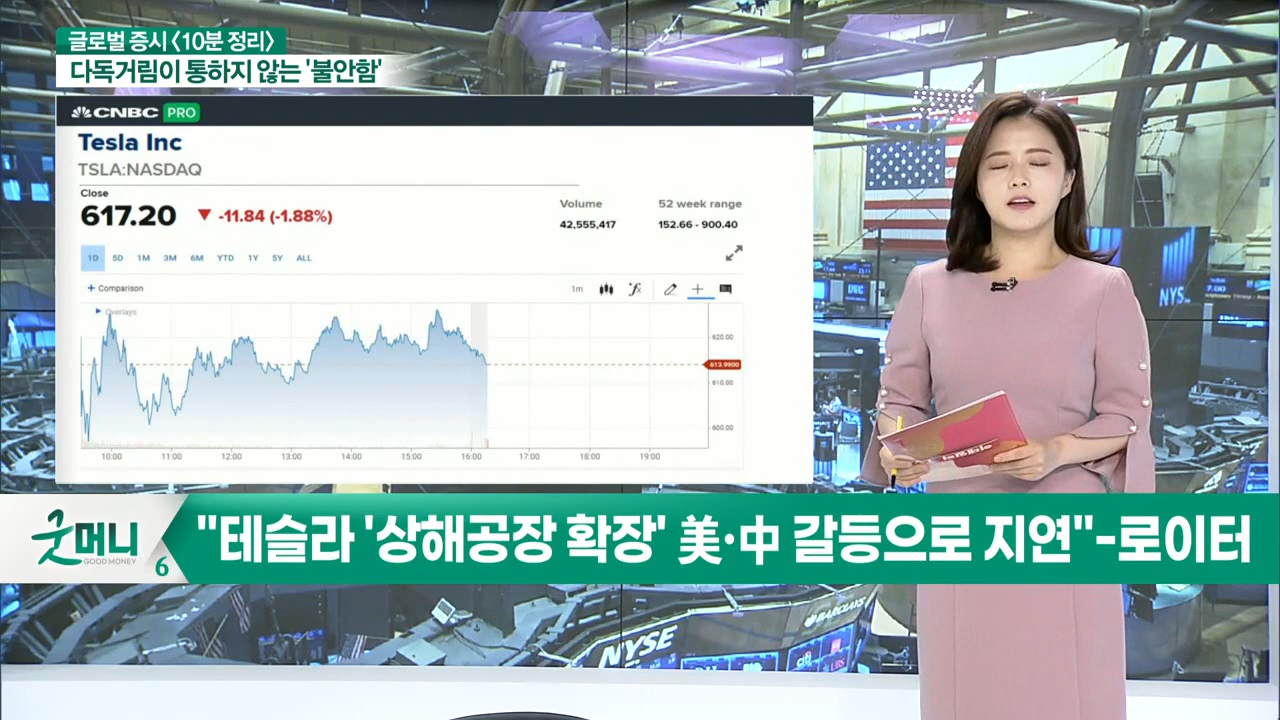 글로벌 증시 <10분 정리>
다독거림이 통하지 않는 '불안함'
CNBC PRO
Tesla Inc
TSLA:NASDAQ
Close
617.20 ▼ -11.84 (-1.88%)
Volume
42,555,417
52 week range
152.66 - 900.40
1D 5D 1M 3M 6M YTD 1Y 5Y ALL
+ Comparison
1m
Overlays
620.00
613.9900
610.00
600.00
10:00 11:00 12:00 13:00 14:00 15:00 16:00 17:00 18:00 19:00
NYS
굿머니
GOOD MONEY
6
"테슬라 '상해공장 확장' 美·中 갈등으로 지연"-로이터
NYSE
BARCLAYS
citi
UBS